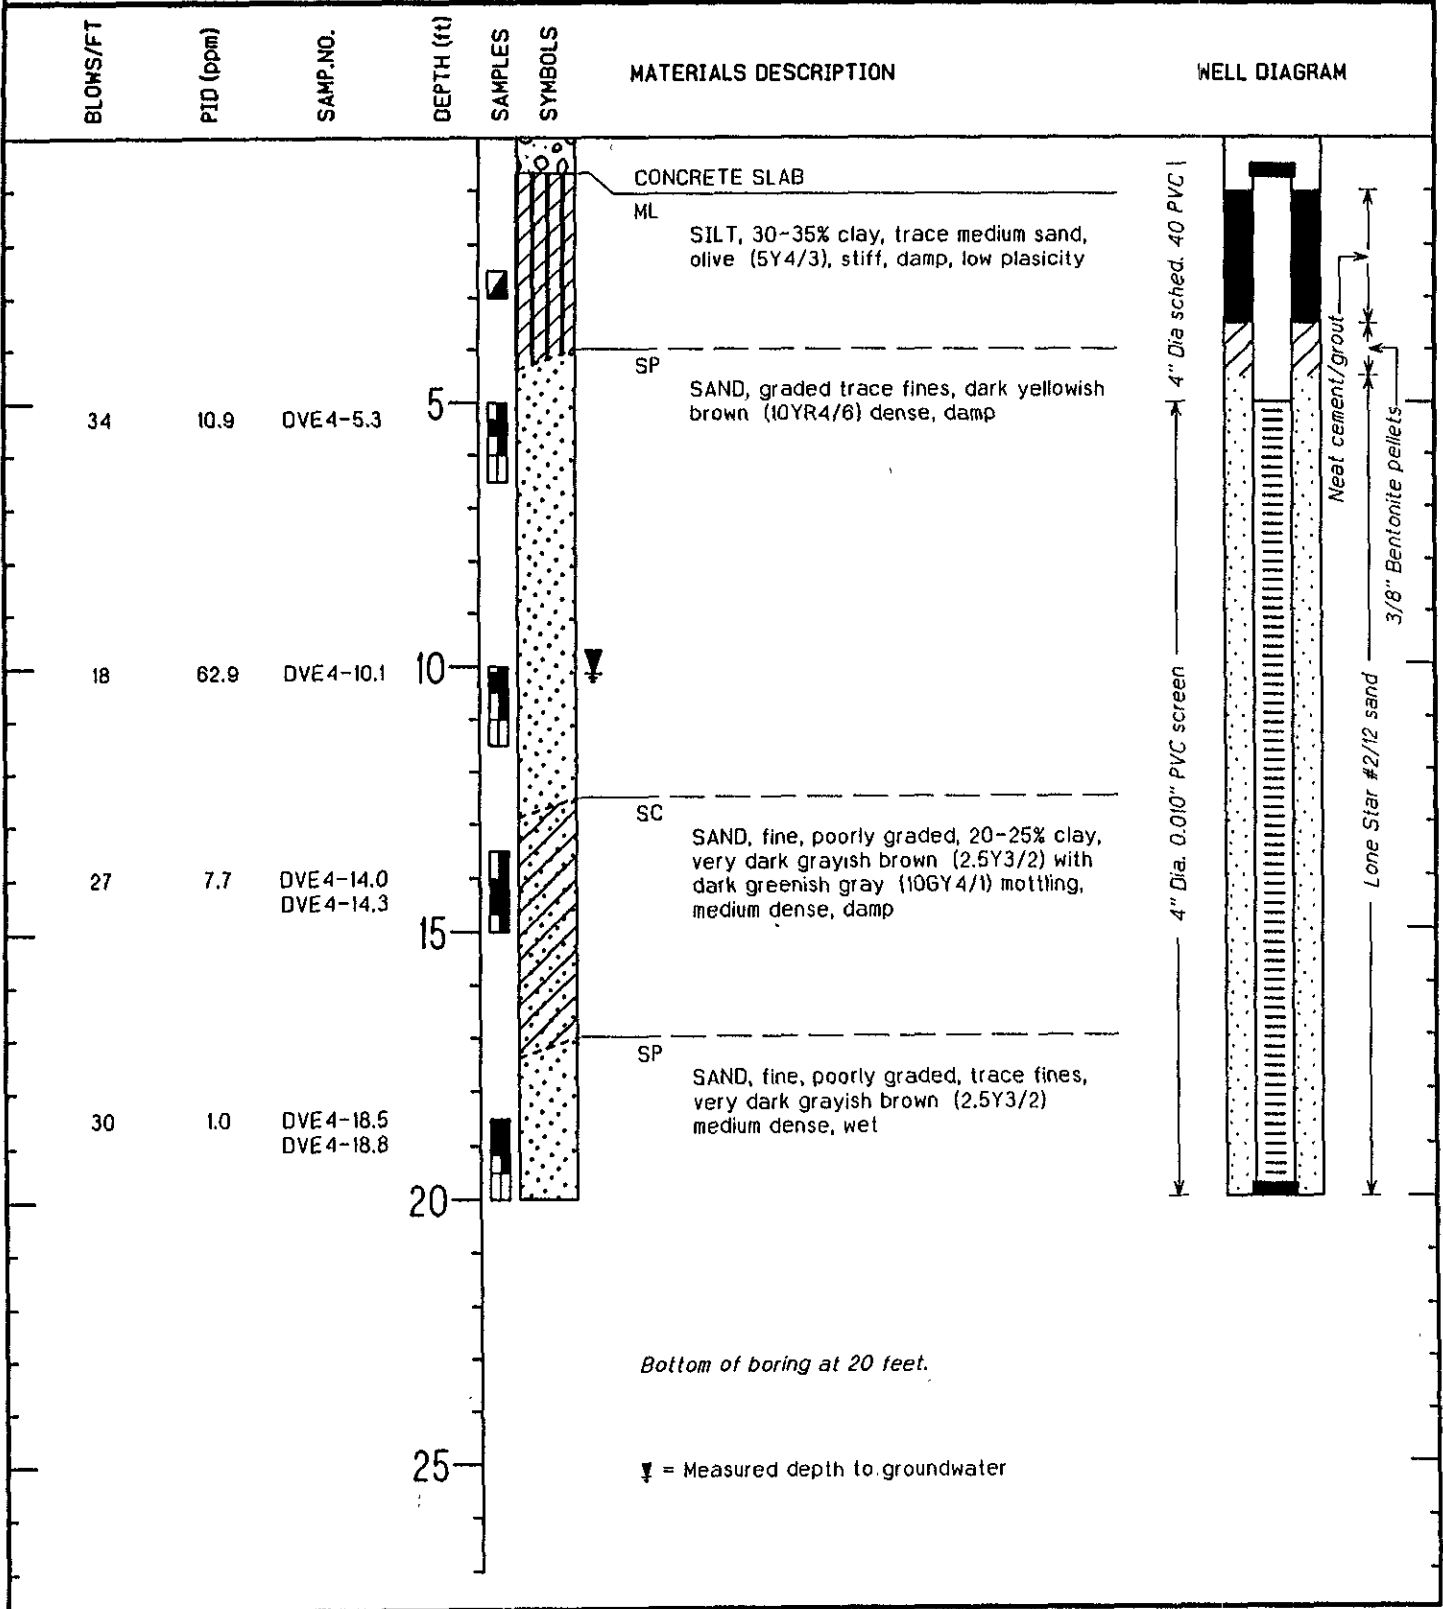 BLOWS/FT
PID (ppm)
SAMP.NO.
DEPTH (ft)
SAMPLES
SYMBOLS
MATERIALS DESCRIPTION
WELL DIAGRAM
CONCRETE SLAB
ML
SILT, 30-35% clay, trace medium sand,
olive (5Y4/3), stiff, damp, low plasicity
SP
SAND, graded trace fines, dark yellowish
brown (10YR4/6) dense, damp
5
34 10.9 DVE4-5.3
10
18 62.9 DVE4-10.1
SC
SAND, fine, poorly graded, 20-25% clay,
very dark grayish brown (2.5Y3/2) with
dark greenish gray (10GY4/1) mottling,
medium dense, damp
27 7.7 DVE4-14.0
DVE4-14.3
15
SP
SAND, fine, poorly graded, trace fines,
very dark grayish brown (2.5Y3/2)
medium dense, wet
30 1.0 DVE4-18.5
DVE4-18.8
20
Bottom of boring at 20 feet.
25
= Measured depth to groundwater
4" Dia sched. 40 PVC
4" Dia. 0.010" PVC screen
Neat cement/grout
3/8" Bentonite pellets
Lone Star #2/12 sand